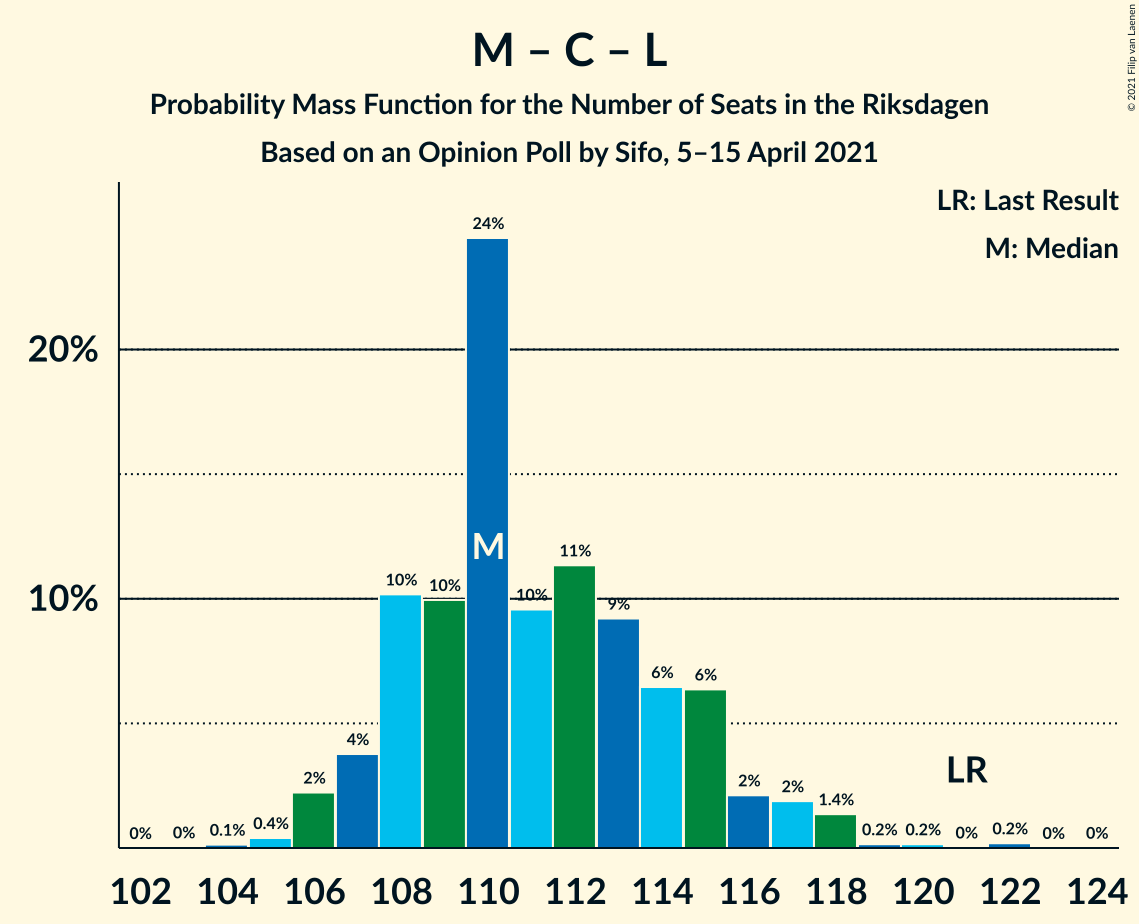 M – C – L
Probability Mass Function for the Number of Seats in the Riksdagen
Based on an Opinion Poll by Sifo, 5–15 April 2021
© 2021 Filip van Laenen
LR: Last Result
M: Median
20%
10%
0%
0%
0.1%
0.4%
2%
4%
10%
10%
24%
M
10%
11%
9%
6%
6%
2%
2%
1.4%
0.2%
0.2%
LR
0%
0.2%
0%
0%
102 104 106 108 110 112 114 116 118 120 122 124